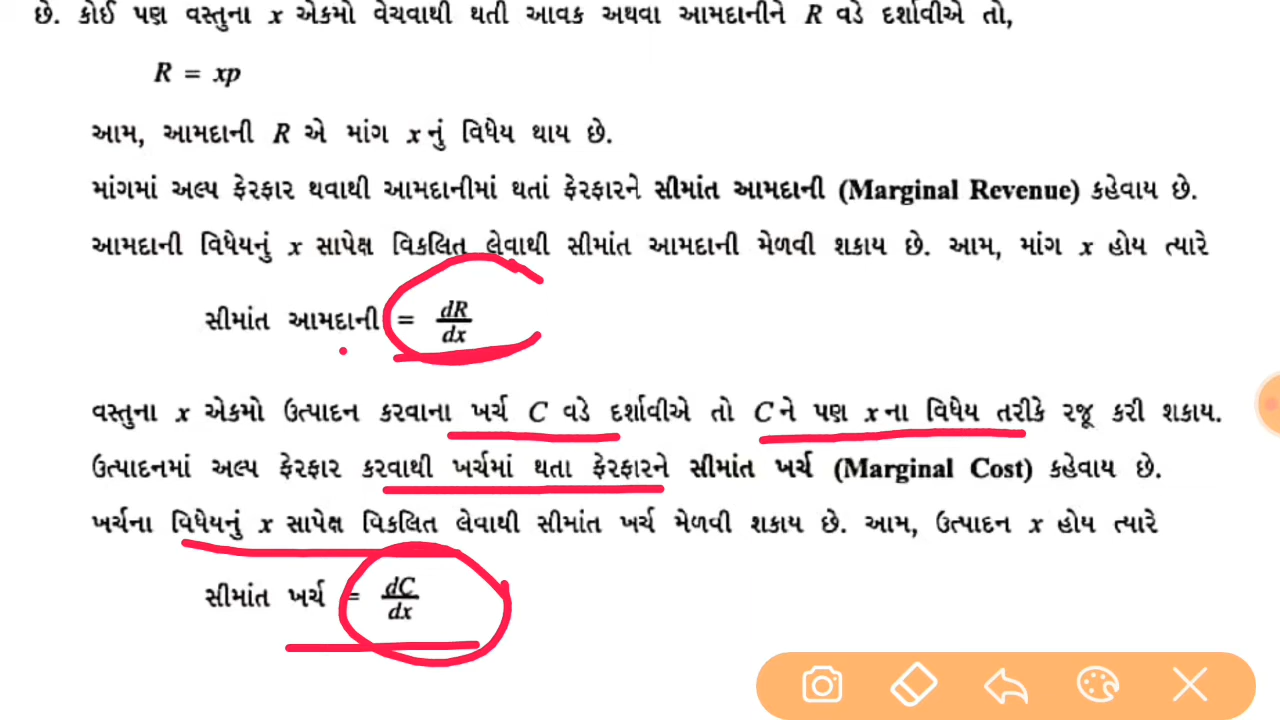 છે. કોઈ પણ વસ્તુના x એકમો વેચવાથી થતી આવક અથવા આમદાનીને R વડે દર્શાવીએ તો,
R = xp
આમ, આમદાની R એ માંગ xનું વિધેય થાય છે.
માંગમાં અલ્પ ફેરફાર થવાથી આમદાનીમાં થતાં ફેરફારને સીમાંત આમદાની (Marginal Revenue) કહેવાય છે.
આમદાની વિધેયનું x સાપેક્ષ વિકલિત લેવાથી સીમાંત આમદાની મેળવી શકાય છે. આમ, માંગ x હોય ત્યારે
સીમાંત આમદાની = dR/dx
વસ્તુના x એકમો ઉત્પાદન કરવાના ખર્ચ C વડે દર્શાવીએ તો Cને પણ xના વિધેય તરીકે રજૂ કરી શકાય.
ઉત્પાદનમાં અલ્પ ફેરફાર કરવાથી ખર્ચમાં થતા ફેરફારને સીમાંત ખર્ચ (Marginal Cost) કહેવાય છે.
ખર્ચના વિધેયનું x સાપેક્ષ વિકલિત લેવાથી સીમાંત ખર્ચ મેળવી શકાય છે. આમ, ઉત્પાદન x હોય ત્યારે
સીમાંત ખર્ચ = dC/dx